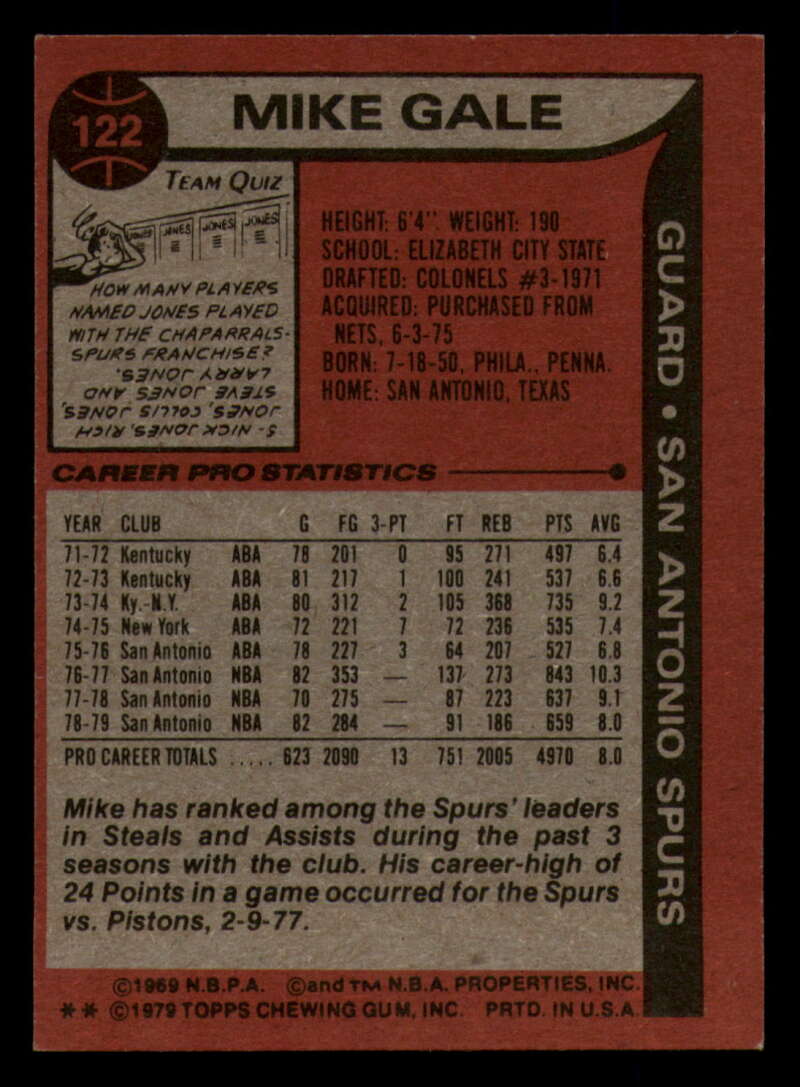 122
MIKE GALE
TEAM QUIZ
JONES JONES JONES JONES
HOW MANY PLAYERS
NAMED JONES PLAYED
WITH THE CHAPARRALS-
SPURS FRANCHISE?
5 - NICK JONES, RICH
JONES, COLLIS JONES,
STEVE JONES AND
LARRY JONES.
HEIGHT: 6'4". WEIGHT: 190
SCHOOL: ELIZABETH CITY STATE
DRAFTED: COLONELS #3-1971
ACQUIRED: PURCHASED FROM
NETS, 6-3-75
BORN: 7-18-50, PHILA., PENNA.
HOME: SAN ANTONIO, TEXAS
GUARD • SAN ANTONIO SPURS
CAREER PRO STATISTICS
YEAR CLUB G FG 3-PT FT REB PTS AVG
71-72 Kentucky ABA 78 201 0 95 271 497 6.4
72-73 Kentucky ABA 81 217 1 100 241 537 6.6
73-74 Ky.-N.Y. ABA 80 312 2 105 368 735 9.2
74-75 New York ABA 72 221 7 72 236 535 7.4
75-76 San Antonio ABA 78 227 3 64 207 527 6.8
76-77 San Antonio NBA 82 353 — 137 273 843 10.3
77-78 San Antonio NBA 70 275 — 87 223 637 9.1
78-79 San Antonio NBA 82 284 — 91 186 659 8.0
PRO CAREER TOTALS ..... 623 2090 13 751 2005 4970 8.0
Mike has ranked among the Spurs' leaders
in Steals and Assists during the past 3
seasons with the club. His career-high of
24 Points in a game occurred for the Spurs
vs. Pistons, 2-9-77.
©1969 N.B.P.A. ©and TM N.B.A. PROPERTIES, INC.
** ©1979 TOPPS CHEWING GUM, INC. PRTD. IN U.S.A.